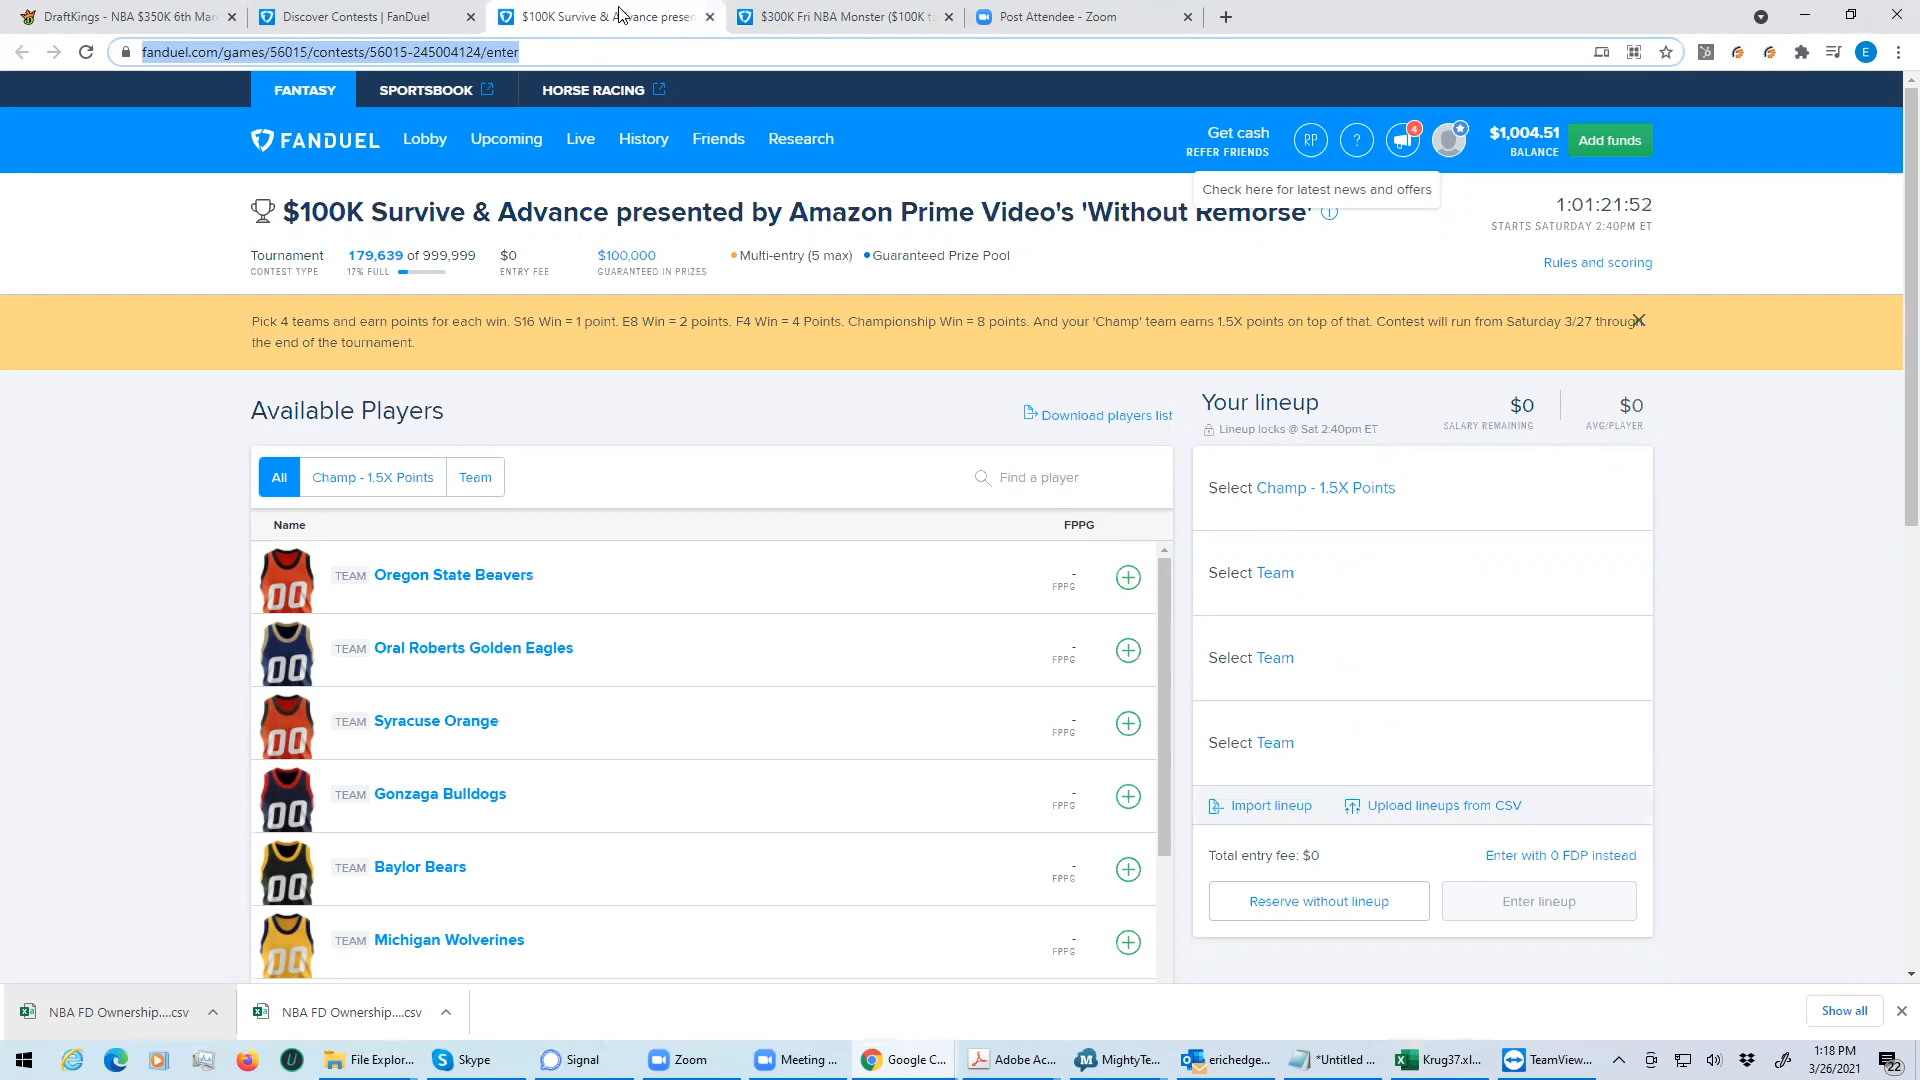 DraftKings - NBA $350K 6th Mar
Discover Contests | FanDuel
$100K Survive & Advance presen
$300K Fri NBA Monster ($100K t
Post Attendee - Zoom
fanduel.com/games/56015/contests/56015-245004124/enter
E
FANTASY
SPORTSBOOK
HORSE RACING
FANDUEL
Lobby
Upcoming
Live
History
Friends
Research
Get cash
REFER FRIENDS
RP
?
4
$1,004.51
BALANCE
Add funds
Check here for latest news and offers
$100K Survive & Advance presented by Amazon Prime Video's 'Without Remorse'
1:01:21:52
STARTS SATURDAY 2:40PM ET
Tournament
CONTEST TYPE
179,639 of 999,999
17% FULL
$0
ENTRY FEE
$100,000
GUARANTEED IN PRIZES
Multi-entry (5 max)
Guaranteed Prize Pool
Rules and scoring
Pick 4 teams and earn points for each win. S16 Win = 1 point. E8 Win = 2 points. F4 Win = 4 Points. Championship Win = 8 points. And your 'Champ' team earns 1.5X points on top of that. Contest will run from Saturday 3/27 through
the end of the tournament.
Available Players
Download players list
Your lineup
Lineup locks @ Sat 2:40pm ET
$0
SALARY REMAINING
$0
AVG/PLAYER
All
Champ - 1.5X Points
Team
Find a player
Name
FPPG
00
TEAM Oregon State Beavers
-
FPPG
00
TEAM Oral Roberts Golden Eagles
-
FPPG
00
TEAM Syracuse Orange
-
FPPG
00
TEAM Gonzaga Bulldogs
-
FPPG
00
TEAM Baylor Bears
-
FPPG
00
TEAM Michigan Wolverines
-
FPPG
Select Champ - 1.5X Points
Select Team
Select Team
Select Team
Import lineup
Upload lineups from CSV
Total entry fee: $0
Enter with 0 FDP instead
Reserve without lineup
Enter lineup
NBA FD Ownership....csv
NBA FD Ownership....csv
Show all
File Explor...
Skype
Signal
Zoom
Meeting ...
Google C...
Adobe Ac...
MightyTe...
erichedge...
*Untitled ...
Krug37.xl...
TeamView...
1:18 PM
3/26/2021
22